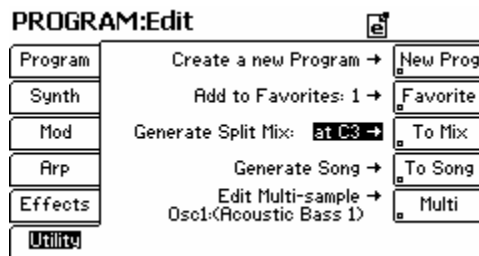 PROGRAM:Edit e
Program Create a new Program → New Prog
Synth Add to Favorites: 1 → Favorite
Mod Generate Split Mix: at C3 → To Mix
Arp Generate Song → To Song
Effects Edit Multi-sample → Multi
Osc1:(Acoustic Bass 1)
Utility